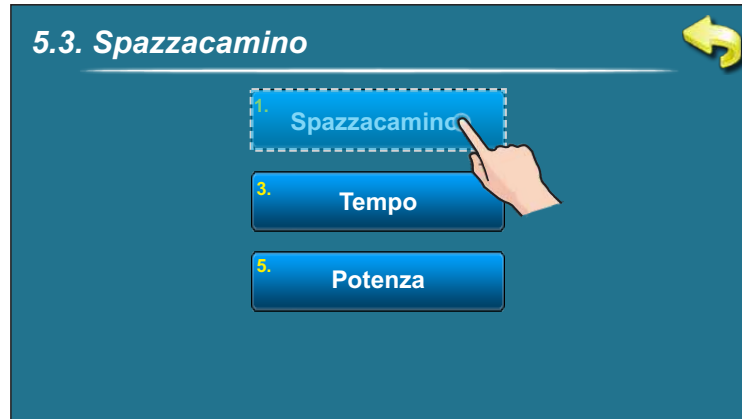 5.3. Spazzacamino
1.
Spazzacamino
3.
Tempo
5.
Potenza